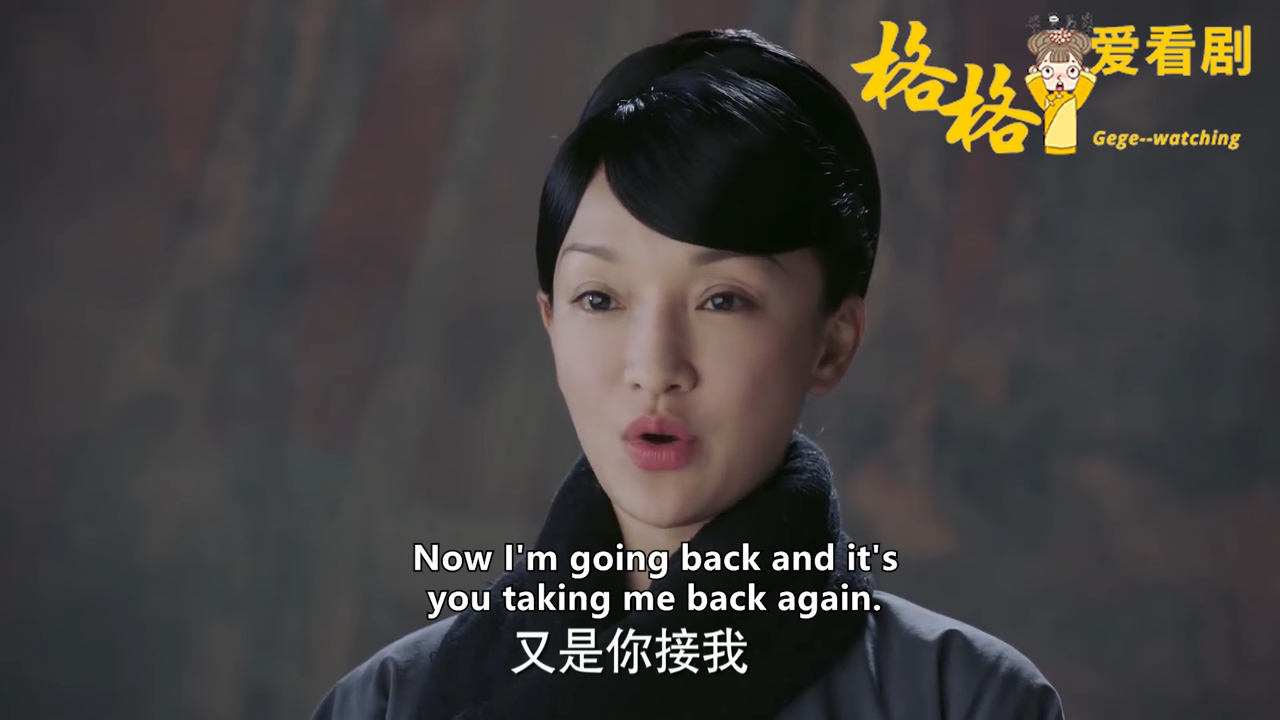 格格
爱看剧
Gege--watching
Now I'm going back and it's
you taking me back again.
又是你接我